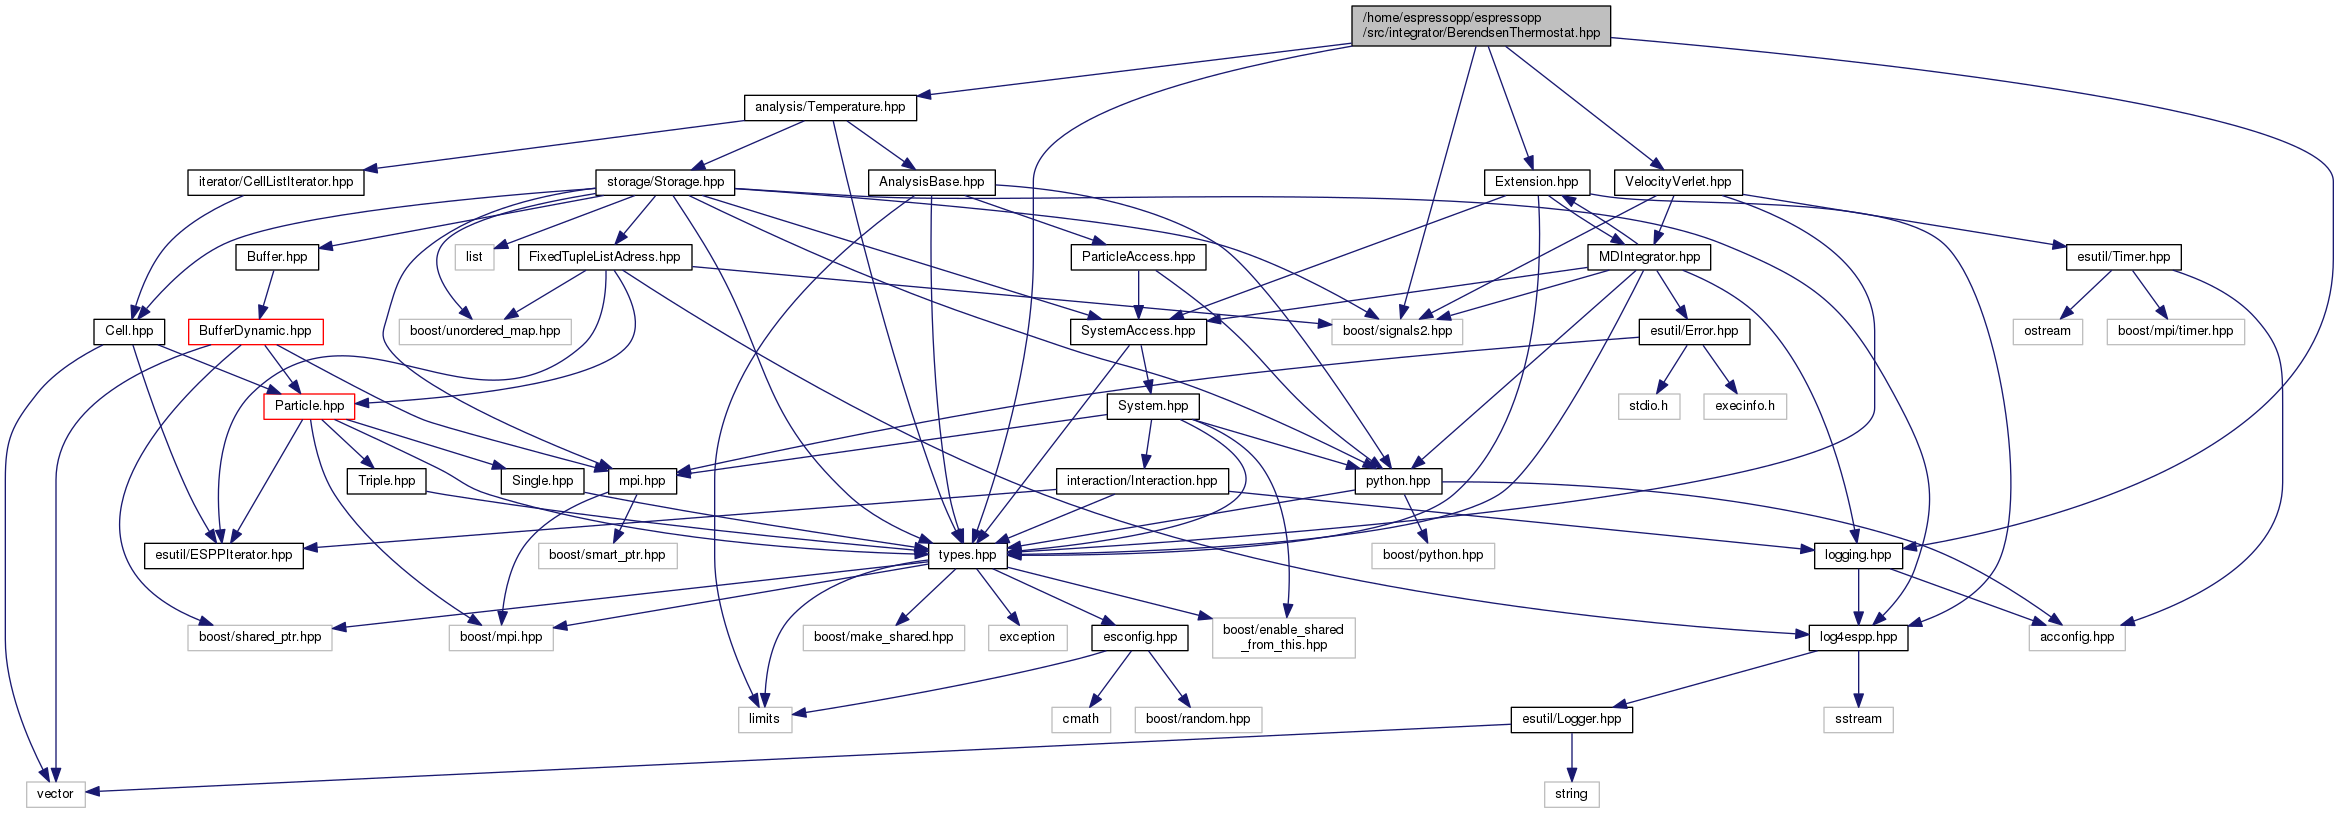 /home/espressopp/espressopp
/src/integrator/BerendsenThermostat.hpp
analysis/Temperature.hpp
iterator/CellListIterator.hpp
storage/Storage.hpp
AnalysisBase.hpp
Extension.hpp
VelocityVerlet.hpp
Buffer.hpp
list
FixedTupleListAdress.hpp
ParticleAccess.hpp
MDIntegrator.hpp
esutil/Timer.hpp
Cell.hpp
BufferDynamic.hpp
boost/unordered_map.hpp
SystemAccess.hpp
boost/signals2.hpp
esutil/Error.hpp
ostream
boost/mpi/timer.hpp
Particle.hpp
System.hpp
stdio.h
execinfo.h
Triple.hpp
Single.hpp
mpi.hpp
interaction/Interaction.hpp
python.hpp
esutil/ESPPIterator.hpp
boost/smart_ptr.hpp
types.hpp
boost/python.hpp
logging.hpp
boost/shared_ptr.hpp
boost/mpi.hpp
boost/make_shared.hpp
exception
esconfig.hpp
boost/enable_shared
_from_this.hpp
log4espp.hpp
acconfig.hpp
limits
cmath
boost/random.hpp
esutil/Logger.hpp
sstream
vector
string